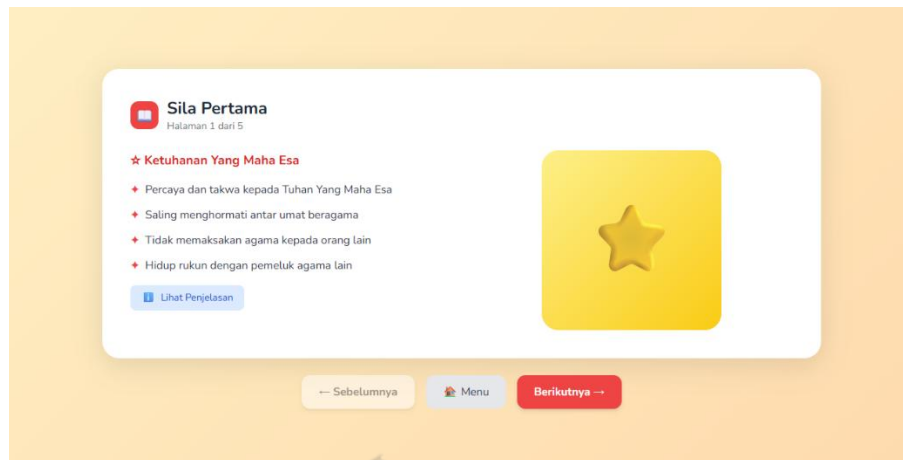 Sila Pertama
Halaman 1 dari 5
☆ Ketuhanan Yang Maha Esa
✦ Percaya dan takwa kepada Tuhan Yang Maha Esa
✦ Saling menghormati antar umat beragama
✦ Tidak memaksakan agama kepada orang lain
✦ Hidup rukun dengan pemeluk agama lain
Lihat Penjelasan
← Sebelumnya
Menu
Berikutnya →